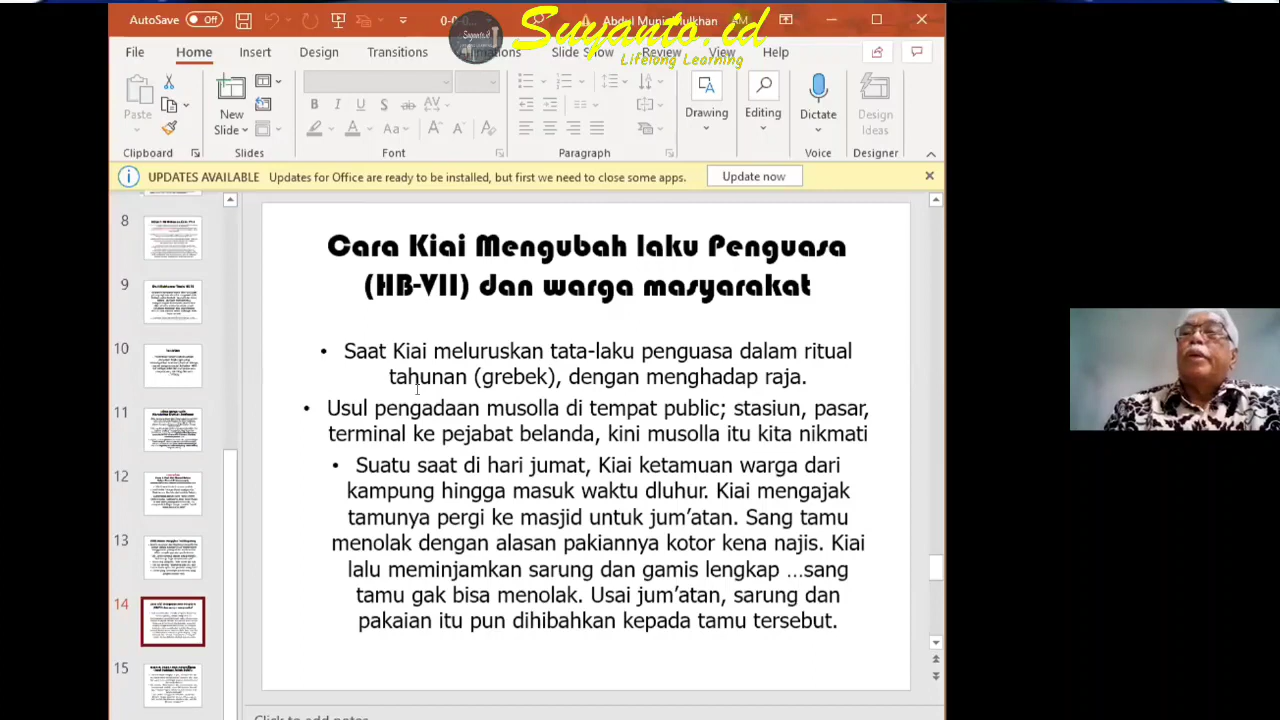 AutoSave Off
0-0-0...
Abdul Munir Mulkhan
AM
Suyanto.id
Lifelong Learning
Suyanto.id
File Home Insert Design Transitions Animations Slide Show Review View Help
Paste
New Slide
Drawing
Editing
Dictate
Design Ideas
Clipboard Slides Font Paragraph Voice Designer
UPDATES AVAILABLE Updates for Office are ready to be installed, but first we need to close some apps. Update now
8
9
10
11
12
13
14
15
Cara Kiai Mengubah laku Penguasa
(HB-VII) dan warga masyarakat
• Saat Kiai meluruskan tata-laku penguasa dalam ritual
tahunan (grebek), dengan menghadap raja.
• Usul pengadaan musolla di tempat public; stasiun, pasar,
terminal ke pejabat belanda, kini musolla itu kita nikmati
• Suatu saat di hari jumat, Kiai ketamuan warga dari
kampung hingga masuk waktu dluhur. Kiai mengajak
tamunya pergi ke masjid untuk jum’atan. Sang tamu
menolak dengan alasan pakaianya kotor kena najis. Kiai
lalu meminjamkan sarung dan gamis lengkap ...sang
tamu gak bisa menolak. Usai jum’atan, sarung dan
pakaian itu pun dihibahkan kepada tamu tersebut.
Click to add notes